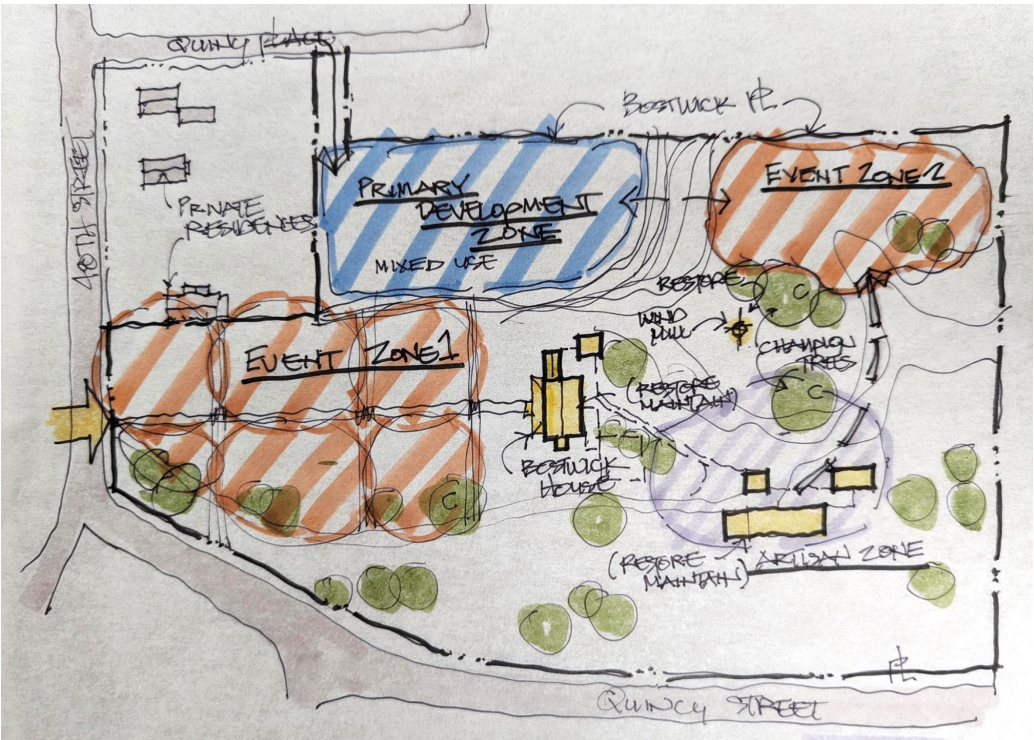 QUINCY PLACE
BOSTWICK PL
40TH STREET
PRIVATE
RESIDENCES
PRIMARY
DEVELOPMENT
ZONE
MIXED USE
EVENT ZONE 2
RESTORE
WIND
MILL
CHAMPION
TREES
C
(RESTORE
MAINTAIN)
C
EVENT ZONE 1
BOSTWICK
HOUSE
C
(RESTORE
MAINTAIN)
ARTISAN ZONE
PL
QUINCY STREET